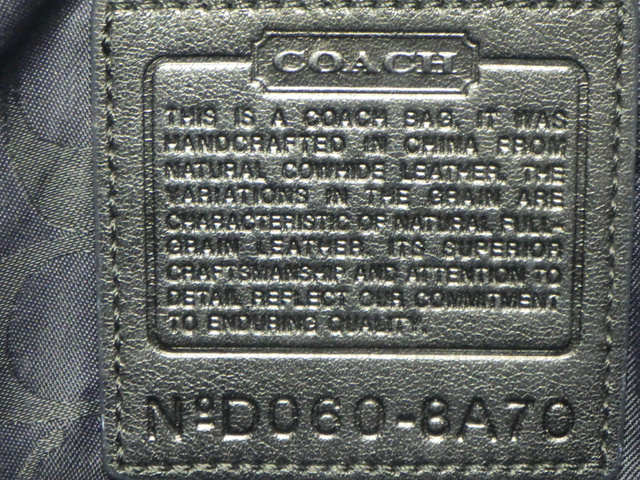 COACH
THIS IS A COACH BAG. IT WAS
HANDCRAFTED IN CHINA FROM
NATURAL COWHIDE LEATHER. THE
VARIATIONS IN THE GRAIN ARE
CHARACTERISTIC OF NATURAL FULL-
GRAIN LEATHER. ITS SUPERIOR
CRAFTSMANSHIP AND ATTENTION TO
DETAIL REFLECT OUR COMMITMENT
TO ENDURING QUALITY.
NºD060-8A70